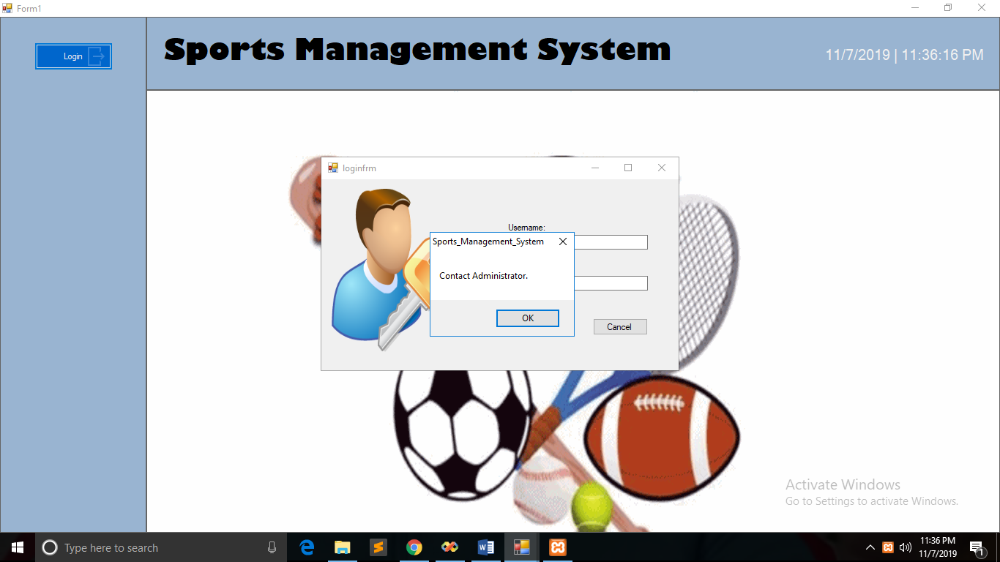 Form1
Login
Sports Management System
11/7/2019 | 11:36:16 PM
loginfrm
Username:
Sports_Management_System
Contact Administrator.
OK
Cancel
Activate Windows
Go to Settings to activate Windows.
Type here to search
11:36 PM
11/7/2019
1